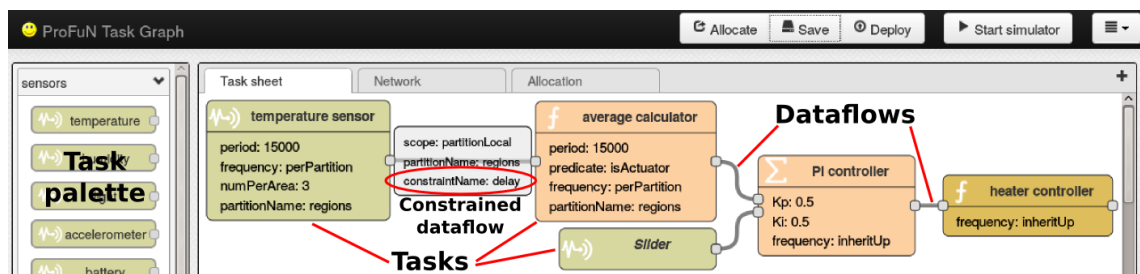 ProFuN Task Graph
Allocate
Save
Deploy
Start simulator
sensors
temperature
Task
palette
accelerometer
battery
Task sheet
Network
Allocation
temperature sensor
period: 15000
frequency: perPartition
numPerArea: 3
partitionName: regions
scope: partitionLocal
partitionName: regions
constraintName: delay
Constrained
dataflow
average calculator
period: 15000
predicate: isActuator
frequency: perPartition
partitionName: regions
Tasks
Slider
Dataflows
PI controller
Kp: 0.5
Ki: 0.5
frequency: inheritUp
heater controller
frequency: inheritUp